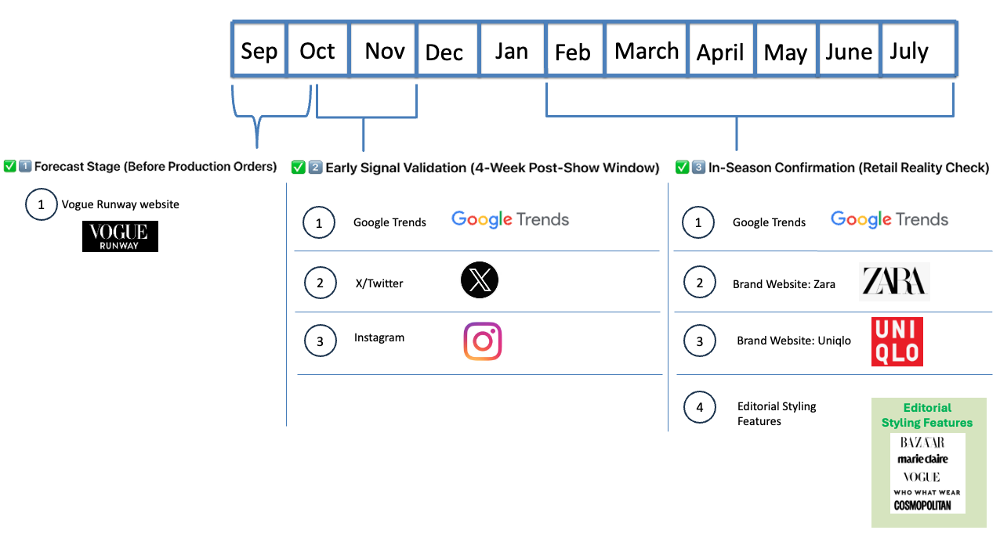 Sep Oct Nov Dec Jan Feb March April May June July
✅ 1️⃣ Forecast Stage (Before Production Orders)
1 Vogue Runway website
VOGUE
RUNWAY
✅ 2️⃣ Early Signal Validation (4-Week Post-Show Window)
1 Google Trends Google Trends
2 X/Twitter X
3 Instagram
✅ 3️⃣ In-Season Confirmation (Retail Reality Check)
1 Google Trends Google Trends
2 Brand Website: Zara ZARA
3 Brand Website: Uniqlo
UNI
QLO
4 Editorial Styling
Features
Editorial
Styling Features
BAZAAR
marie claire
VOGUE
WHO WHAT WEAR
COSMOPOLITAN